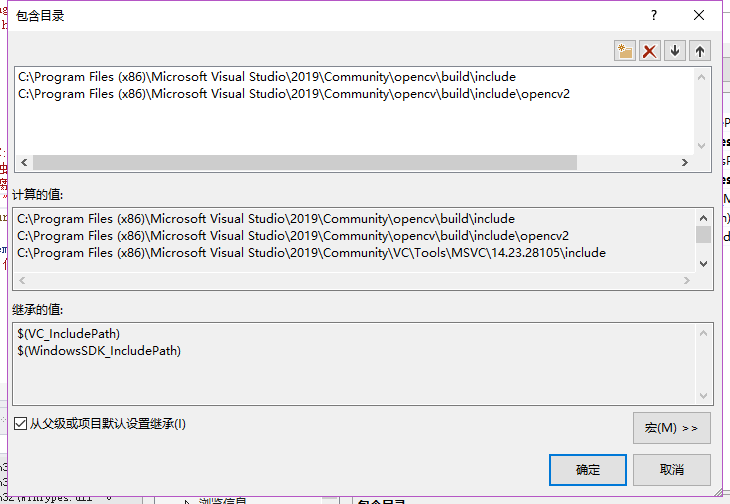 包含目录
? ×
C:\Program Files (x86)\Microsoft Visual Studio\2019\Community\opencv\build\include
C:\Program Files (x86)\Microsoft Visual Studio\2019\Community\opencv\build\include\opencv2
计算的值:
C:\Program Files (x86)\Microsoft Visual Studio\2019\Community\opencv\build\include
C:\Program Files (x86)\Microsoft Visual Studio\2019\Community\opencv\build\include\opencv2
C:\Program Files (x86)\Microsoft Visual Studio\2019\Community\VC\Tools\MSVC\14.23.28105\include
继承的值:
$(VC_IncludePath)
$(WindowsSDK_IncludePath)
从父级或项目默认设置继承(I)
宏(M) >>
确定
取消